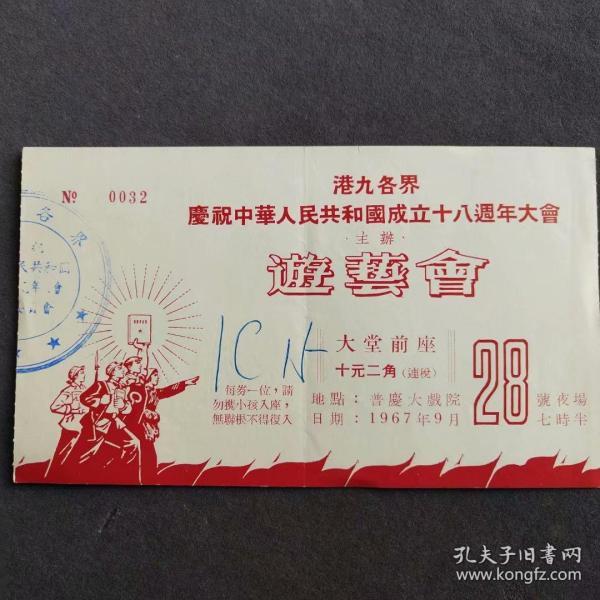 № 0032
港九各界
慶祝中華人民共和國成立十八週年大會
·主辦·
遊藝會
大堂前座
十元二角（連稅）
每券一位，請
勿攜小孩入座，
無聯根不得復入
地點：普慶大戲院
日期：1967年9月28號夜場
七時半
各界
孔夫子旧书网
www.kongfz.com